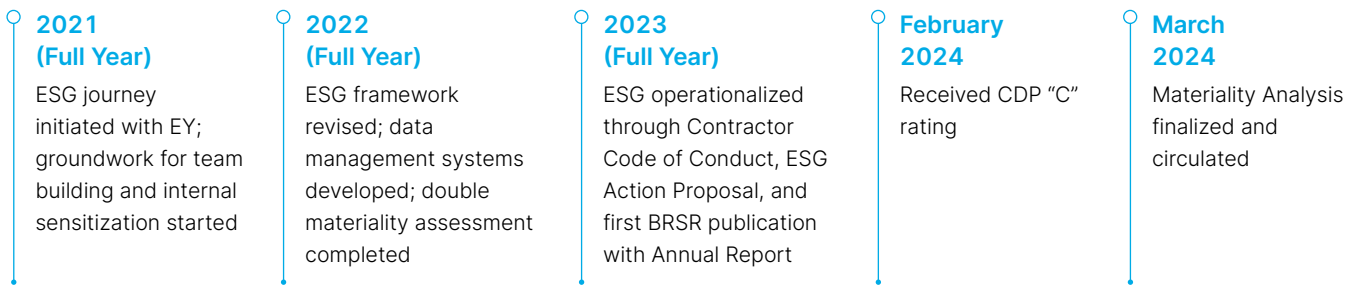 2021
(Full Year)
ESG journey
initiated with EY;
groundwork for team
building and internal
sensitization started
2022
(Full Year)
ESG framework
revised; data
management systems
developed; double
materiality assessment
completed
2023
(Full Year)
ESG operationalized
through Contractor
Code of Conduct, ESG
Action Proposal, and
first BRSR publication
with Annual Report
February
2024
Received CDP “C”
rating
March
2024
Materiality Analysis
finalized and
circulated